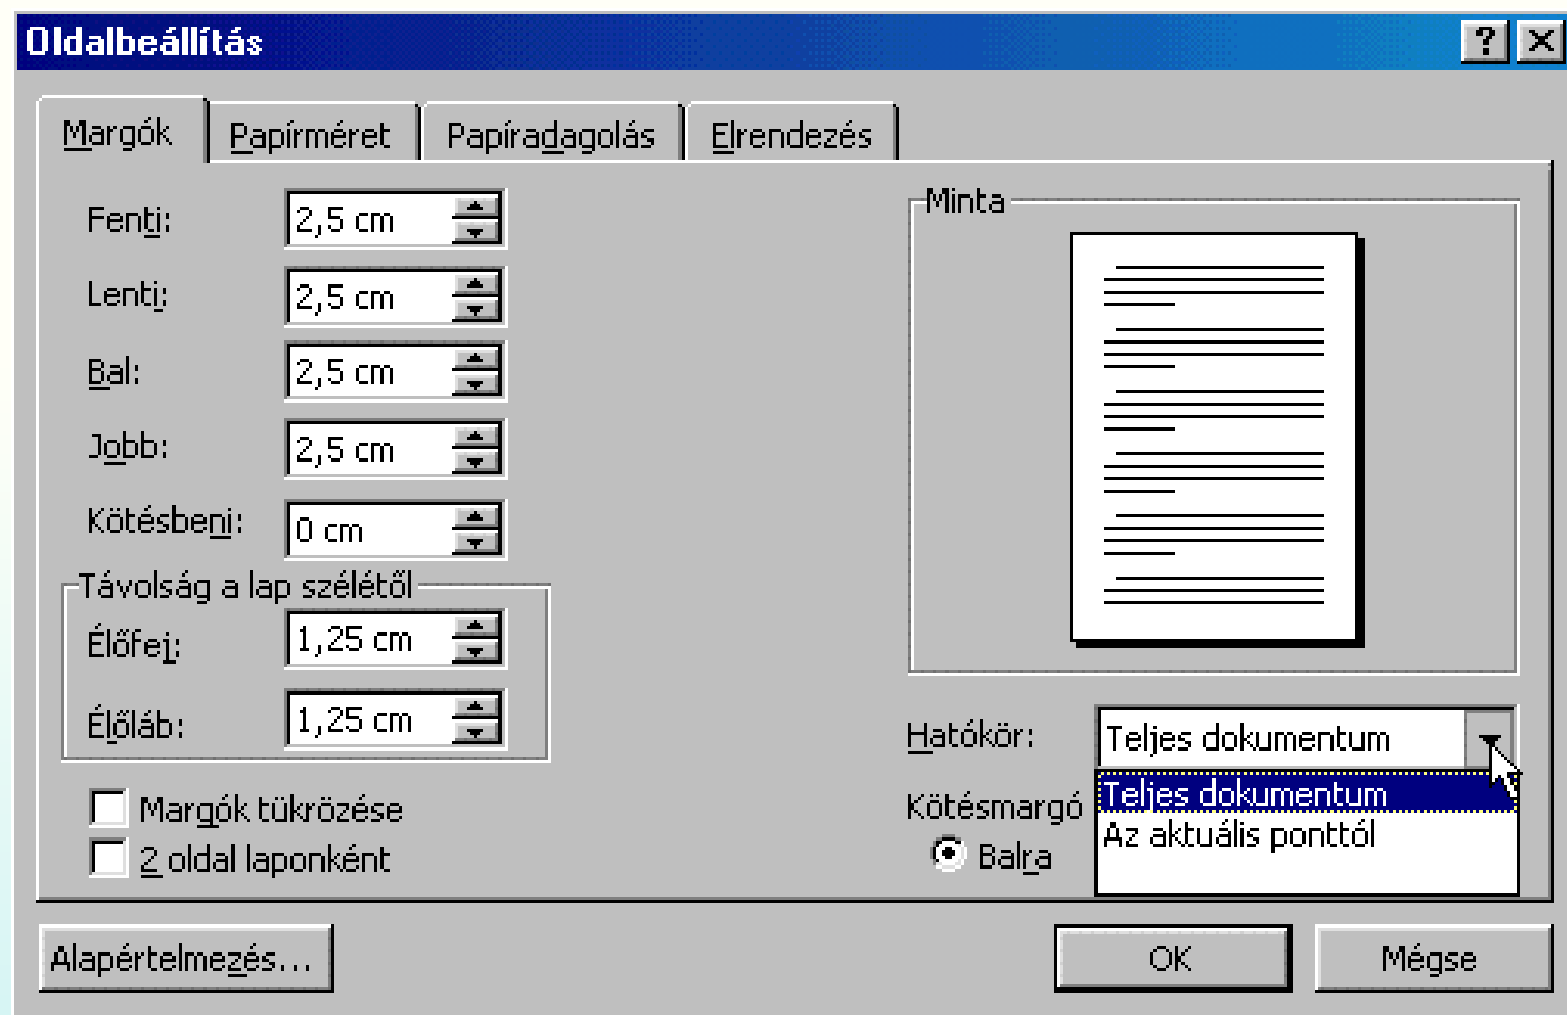 Oldalbeállítás
Margók Papírméret Papíradagolás Elrendezés
Fenti: 2,5 cm
Lenti: 2,5 cm
Bal: 2,5 cm
Jobb: 2,5 cm
Kötésbeni: 0 cm
Távolság a lap szélétől
Élőfej: 1,25 cm
Élőláb: 1,25 cm
Margók tükrözése
2 oldal laponként
Minta
Hatókör: Teljes dokumentum
Teljes dokumentum
Az aktuális ponttól
Kötésmargó
Balra
Alapértelmezés...
OK
Mégse